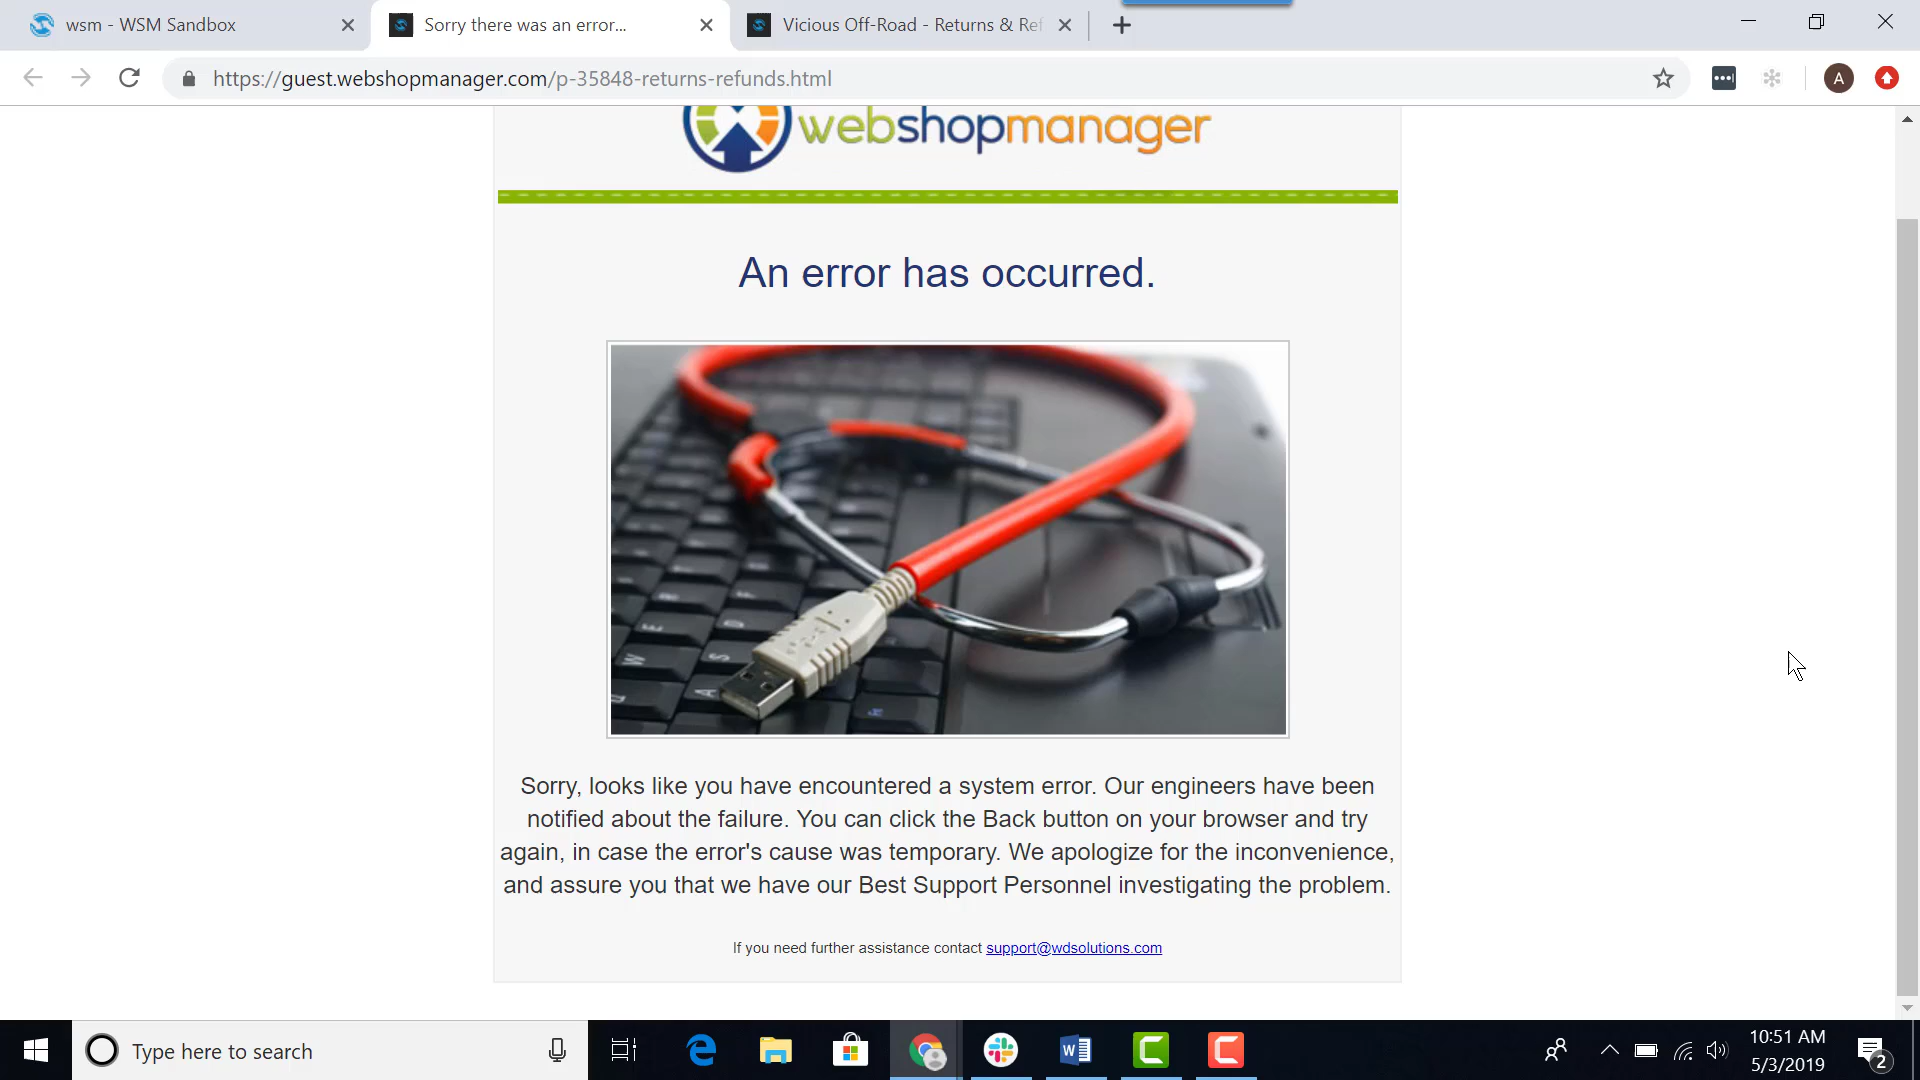 wsm - WSM Sandbox
Sorry there was an error...
Vicious Off-Road - Returns & Ref
https://guest.webshopmanager.com/p-35848-returns-refunds.html
A
webshopmanager
An error has occurred.
Sorry, looks like you have encountered a system error. Our engineers have been
notified about the failure. You can click the Back button on your browser and try
again, in case the error's cause was temporary. We apologize for the inconvenience,
and assure you that we have our Best Support Personnel investigating the problem.
If you need further assistance contact support@wdsolutions.com
Type here to search
10:51 AM
5/3/2019
2